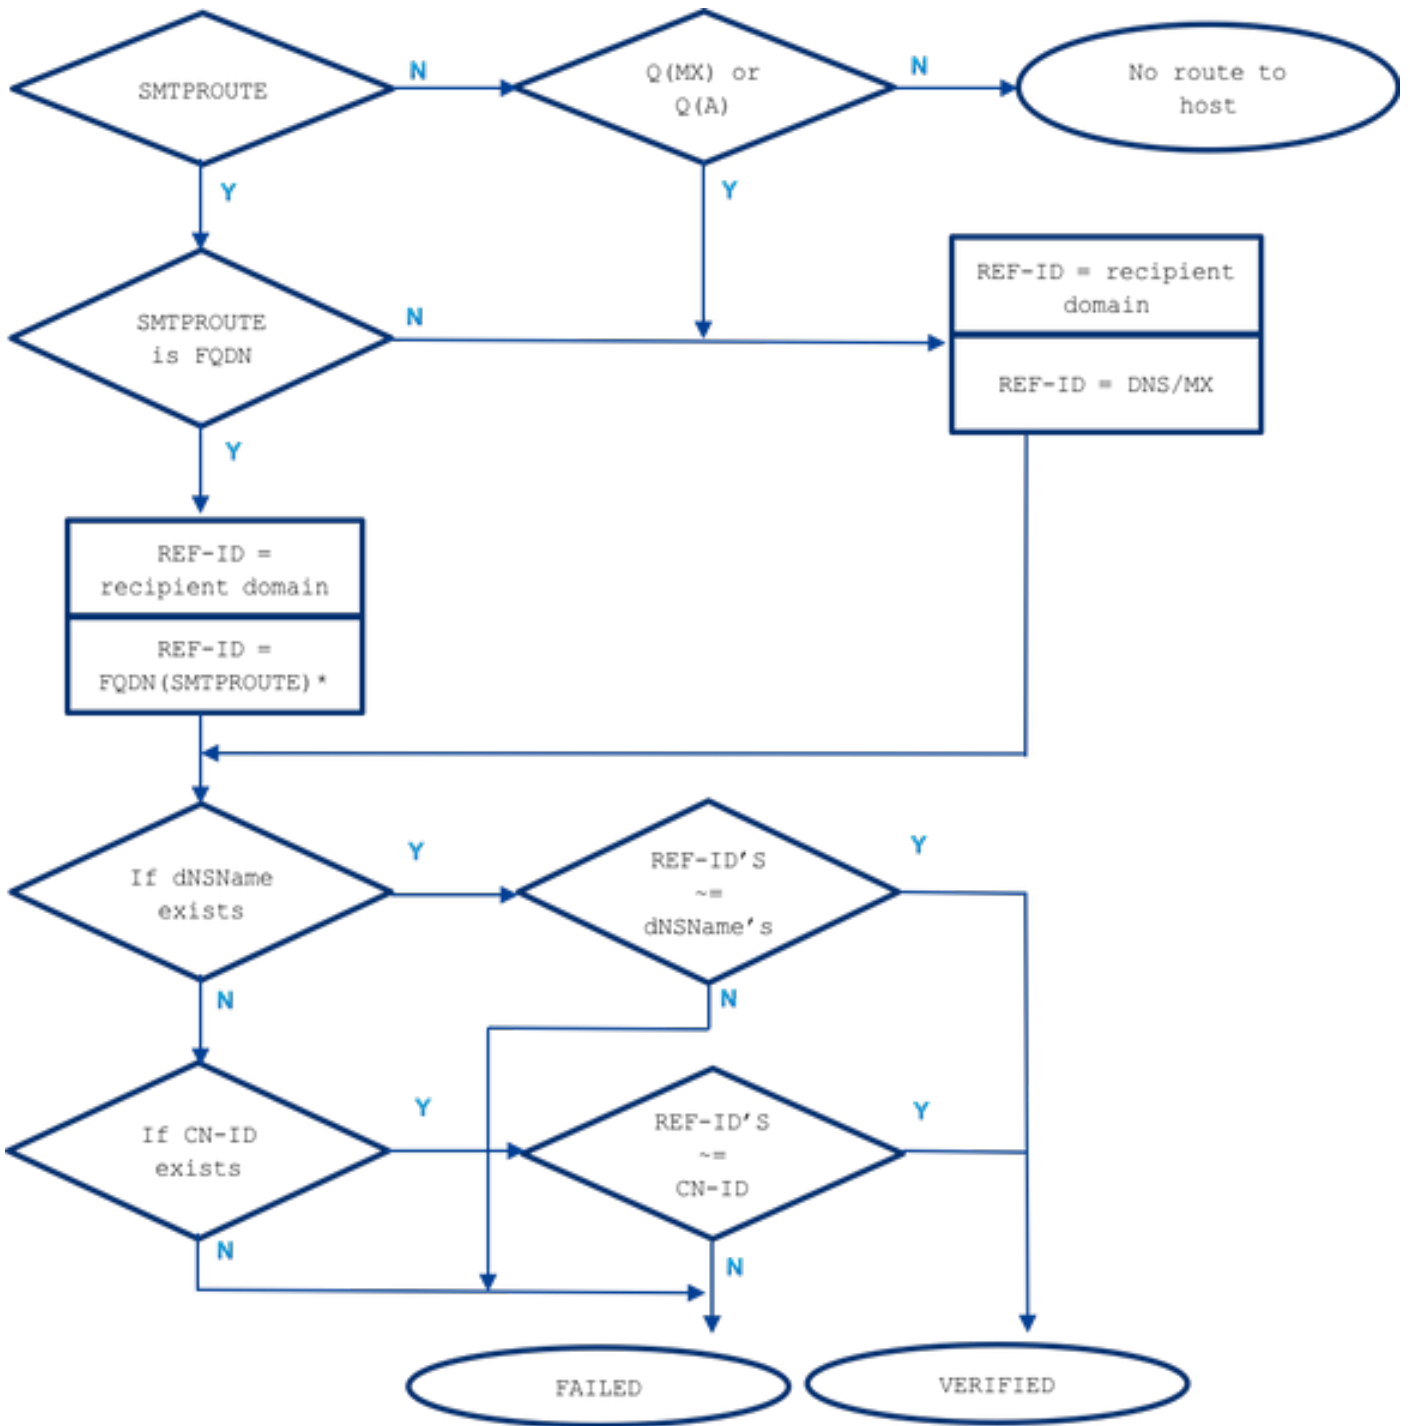 SMTPROUTE
N
Q(MX) or
Q(A)
N
No route to
host
Y
Y
SMTPROUTE
is FQDN
N
REF-ID = recipient
domain
REF-ID = DNS/MX
Y
REF-ID =
recipient domain
REF-ID =
FQDN(SMTPROUTE)*
If dNSName
exists
Y
REF-ID'S
~=
dNSName's
Y
N
N
If CN-ID
exists
Y
REF-ID'S
~=
CN-ID
Y
N
N
FAILED
VERIFIED